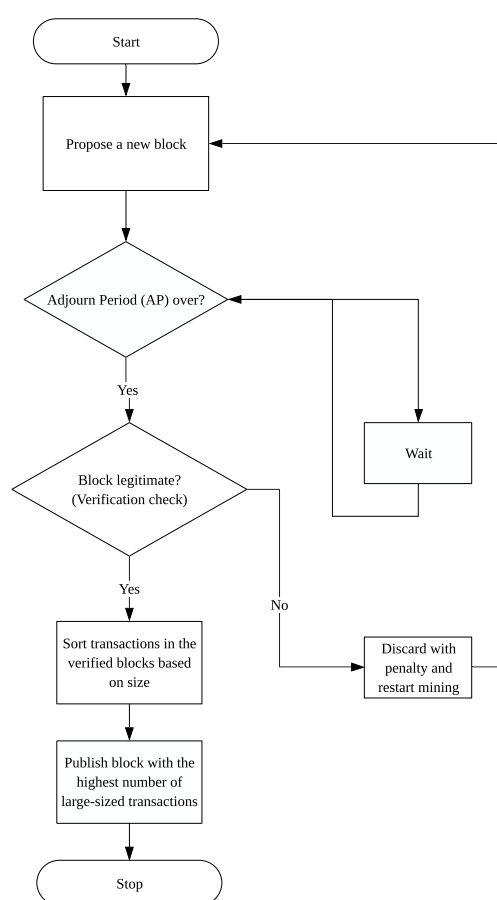 Start
Propose a new block
Adjourn Period (AP) over?
Yes
Wait
Block legitimate?
(Verification check)
Yes
No
Sort transactions in the
verified blocks based
on size
Discard with
penalty and
restart mining
Publish block with the
highest number of
large-sized transactions
Stop